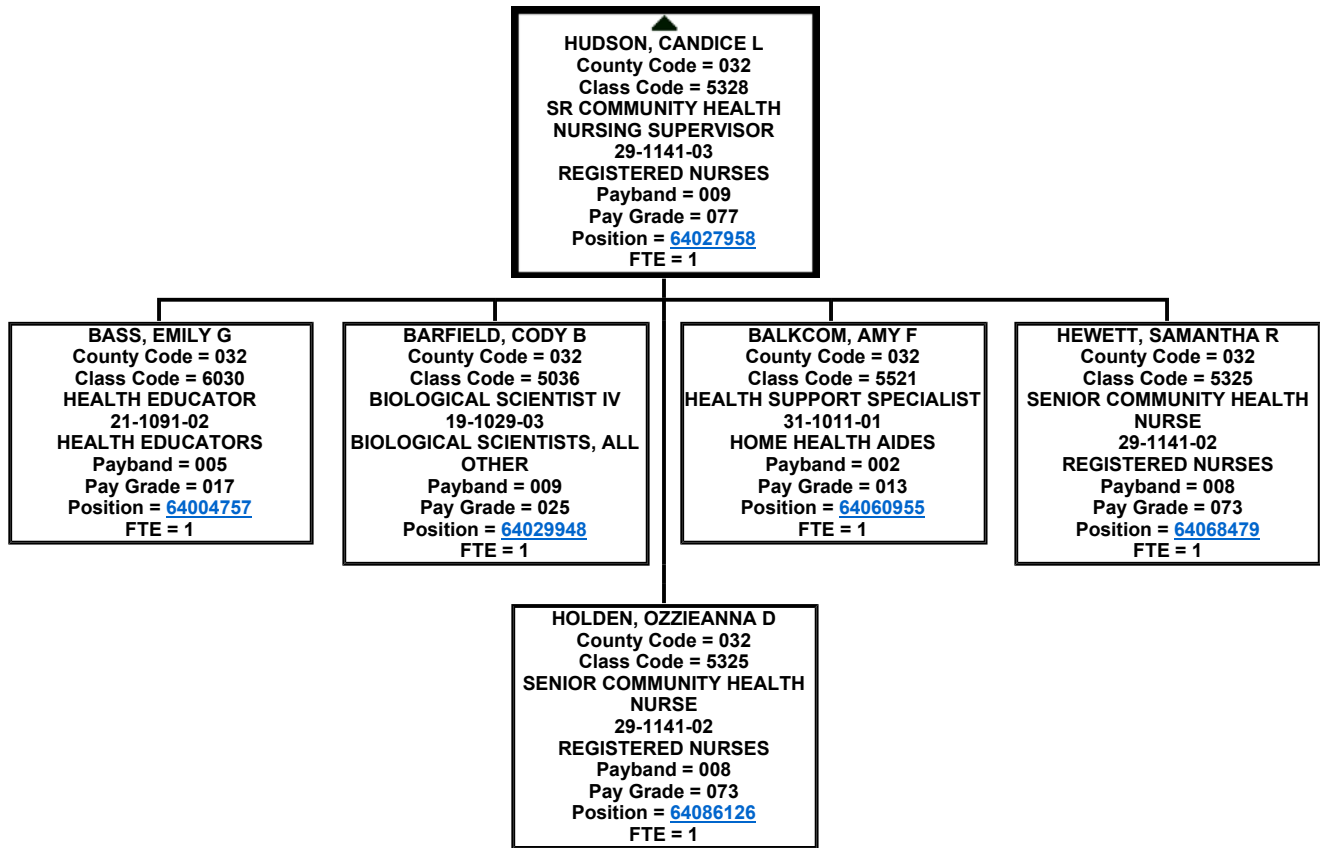 HUDSON, CANDICE L
County Code = 032
Class Code = 5328
SR COMMUNITY HEALTH
NURSING SUPERVISOR
29-1141-03
REGISTERED NURSES
Payband = 009
Pay Grade = 077
Position = 64027958
FTE = 1
BASS, EMILY G
County Code = 032
Class Code = 6030
HEALTH EDUCATOR
21-1091-02
HEALTH EDUCATORS
Payband = 005
Pay Grade = 017
Position = 64004757
FTE = 1
BARFIELD, CODY B
County Code = 032
Class Code = 5036
BIOLOGICAL SCIENTIST IV
19-1029-03
BIOLOGICAL SCIENTISTS, ALL
OTHER
Payband = 009
Pay Grade = 025
Position = 64029948
FTE = 1
BALKCOM, AMY F
County Code = 032
Class Code = 5521
HEALTH SUPPORT SPECIALIST
31-1011-01
HOME HEALTH AIDES
Payband = 002
Pay Grade = 013
Position = 64060955
FTE = 1
HEWETT, SAMANTHA R
County Code = 032
Class Code = 5325
SENIOR COMMUNITY HEALTH
NURSE
29-1141-02
REGISTERED NURSES
Payband = 008
Pay Grade = 073
Position = 64068479
FTE = 1
HOLDEN, OZZIEANNA D
County Code = 032
Class Code = 5325
SENIOR COMMUNITY HEALTH
NURSE
29-1141-02
REGISTERED NURSES
Payband = 008
Pay Grade = 073
Position = 64086126
FTE = 1